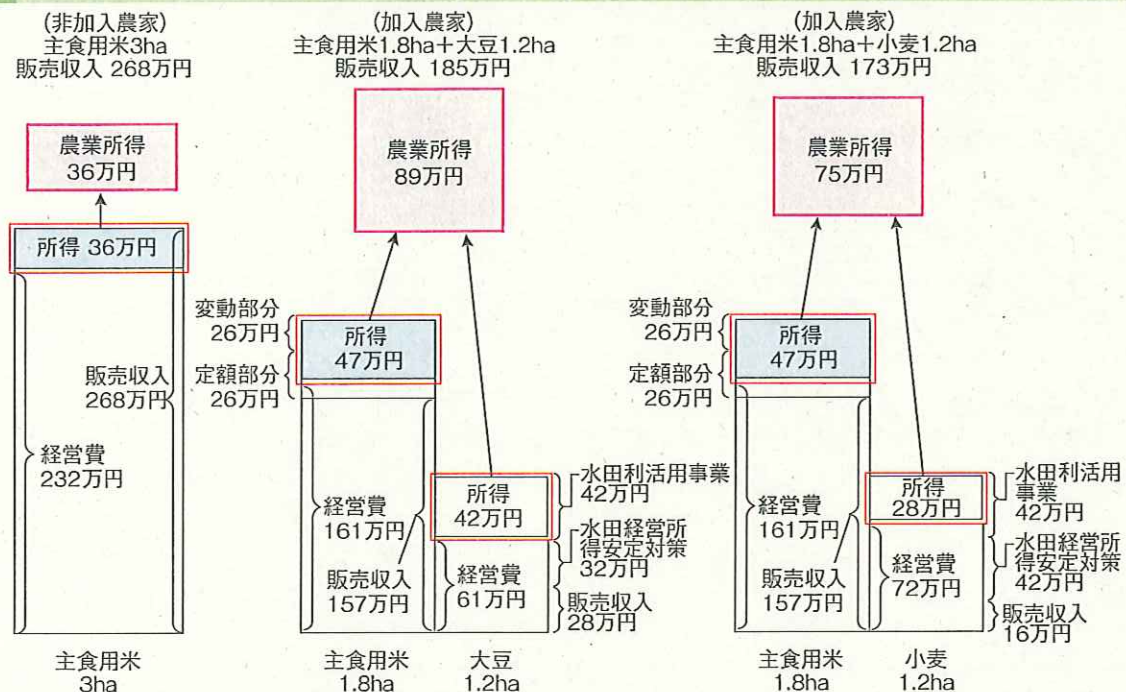 (非加入農家)
主食用米3ha
販売収入 268万円
農業所得
36万円
所得 36万円
販売収入
268万円
経営費
232万円
主食用米
3ha
(加入農家)
主食用米1.8ha+大豆1.2ha
販売収入 185万円
農業所得
89万円
変動部分
26万円
定額部分
26万円
所得
47万円
経営費
161万円
販売収入
157万円
所得
42万円
経営費
61万円
水田利活用事業
42万円
水田経営所
得安定対策
32万円
販売収入
28万円
主食用米
1.8ha
大豆
1.2ha
(加入農家)
主食用米1.8ha+小麦1.2ha
販売収入 173万円
農業所得
75万円
変動部分
26万円
定額部分
26万円
所得
47万円
経営費
161万円
販売収入
157万円
所得
28万円
経営費
72万円
水田利活用
事業
42万円
水田経営所
得安定対策
42万円
販売収入
16万円
主食用米
1.8ha
小麦
1.2ha